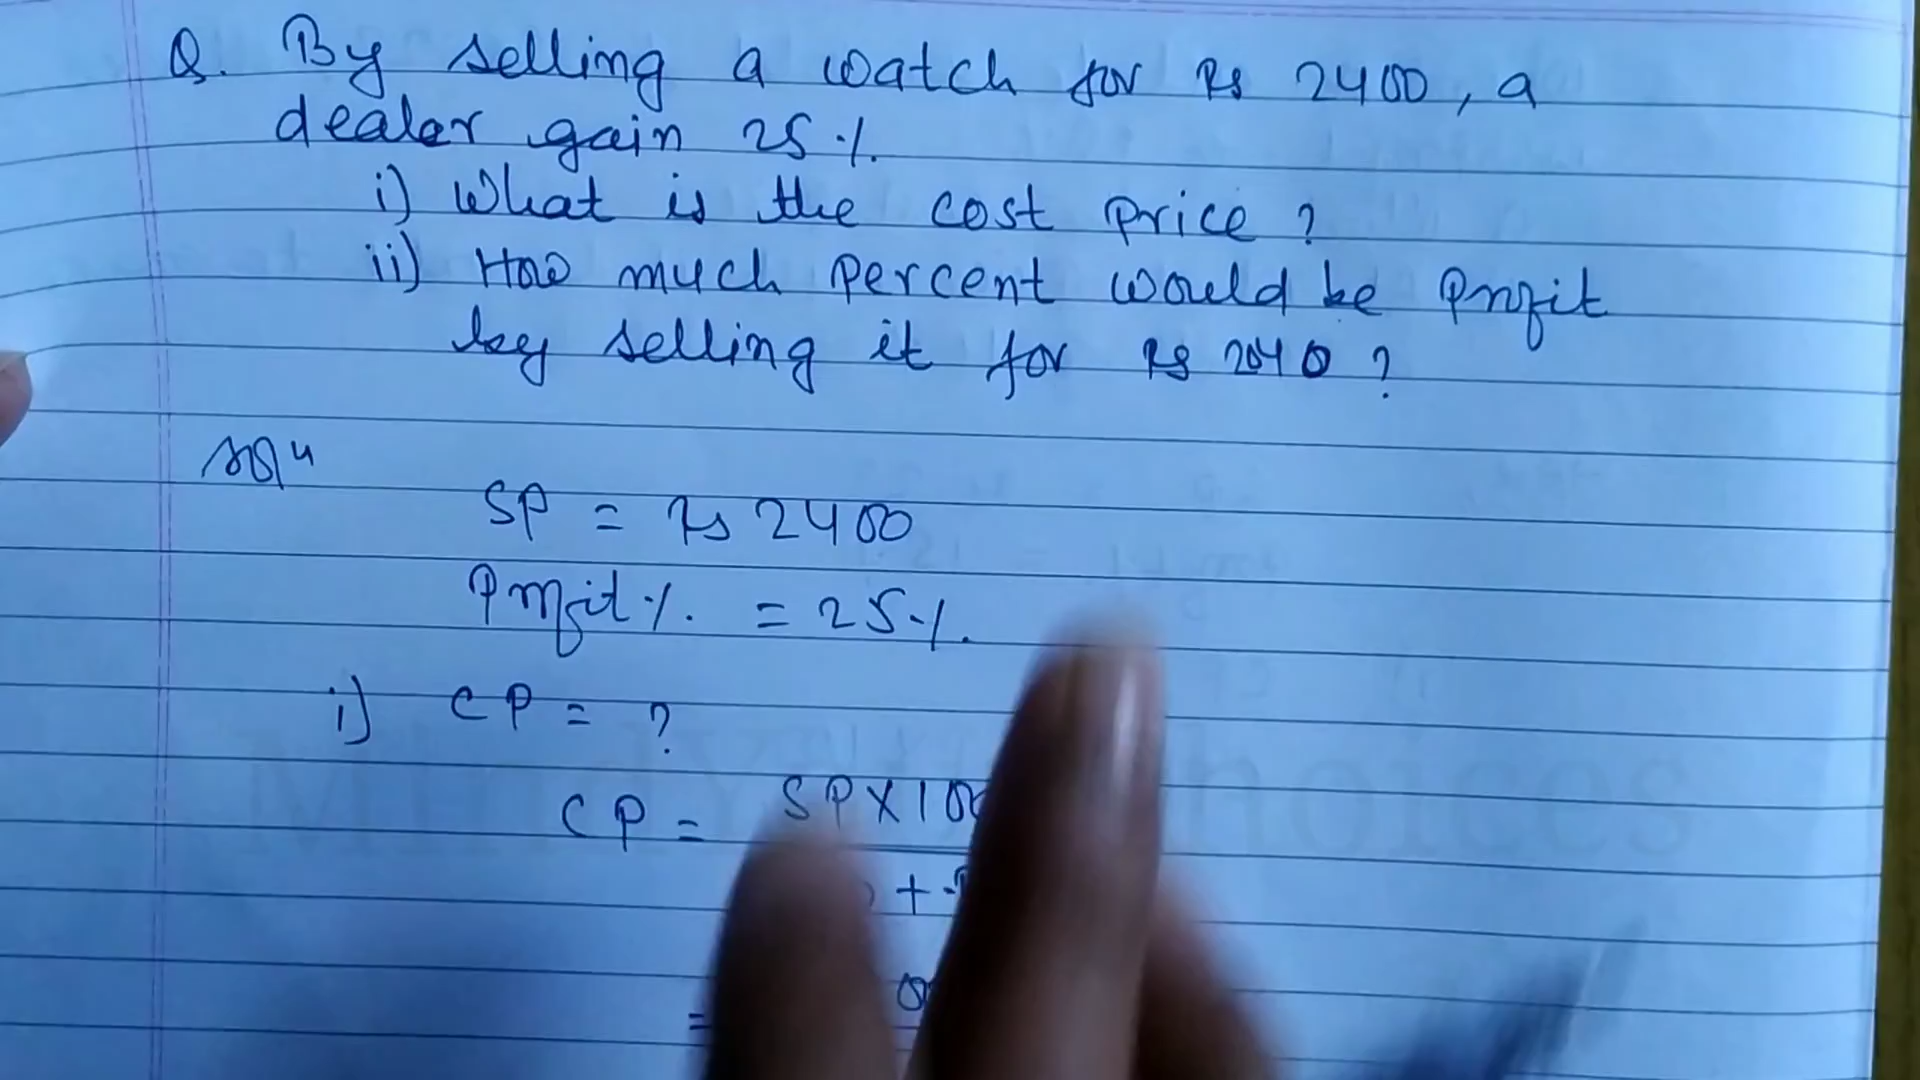 Q. By selling a watch for Rs 2400, a
dealer gain 25%.
i) What is the cost price ?
ii) How much percent would be profit
by selling it for Rs 2040 ?
Sol
SP = Rs 2400
Profit% = 25%.
i) CP = ?
CP = SP X 100
+
=